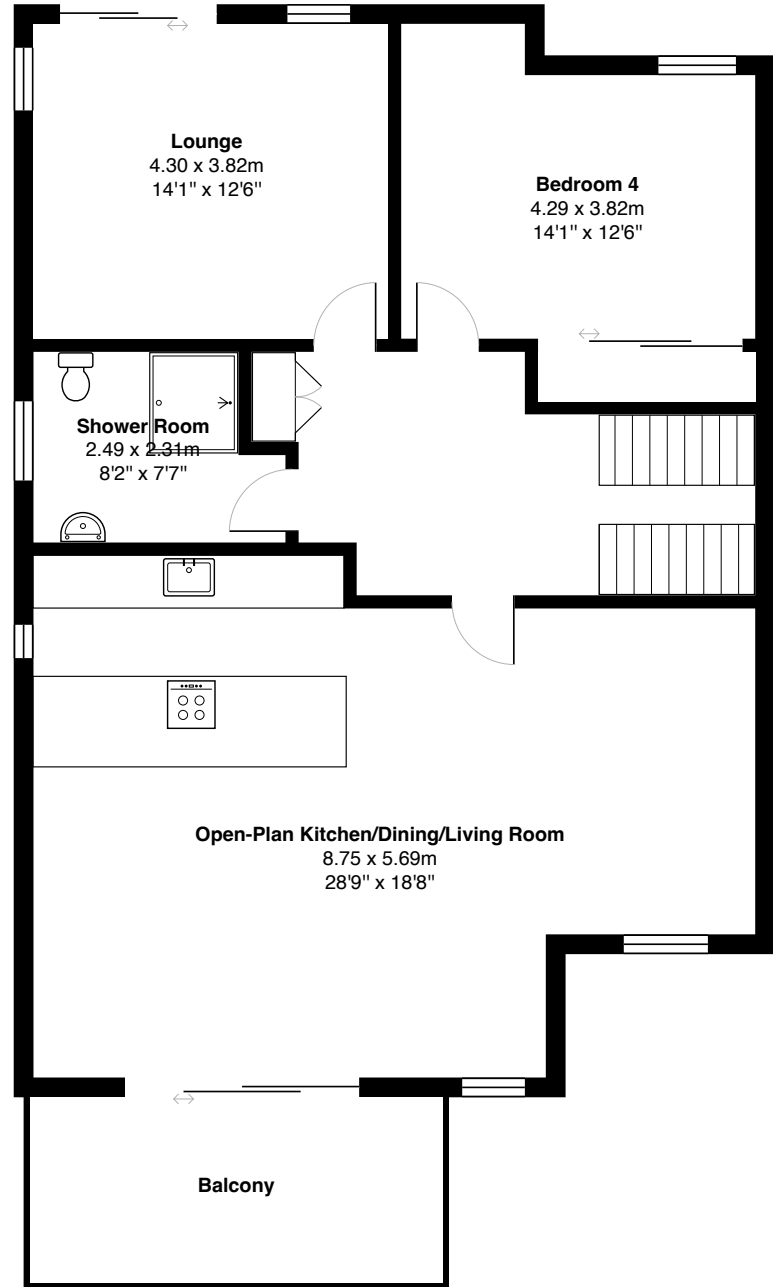 Lounge
4.30 x 3.82m
14'1" x 12'6"
Bedroom 4
4.29 x 3.82m
14'1" x 12'6"
Shower Room
2.49 x 2.31m
8'2" x 7'7"
Open-Plan Kitchen/Dining/Living Room
8.75 x 5.69m
28'9" x 18'8"
Balcony